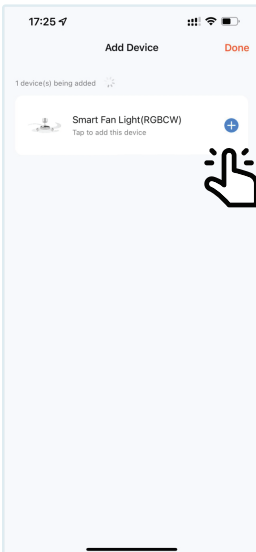 17:25
Add Device
Done
1 device(s) being added
Smart Fan Light(RGBCW)
Tap to add this device